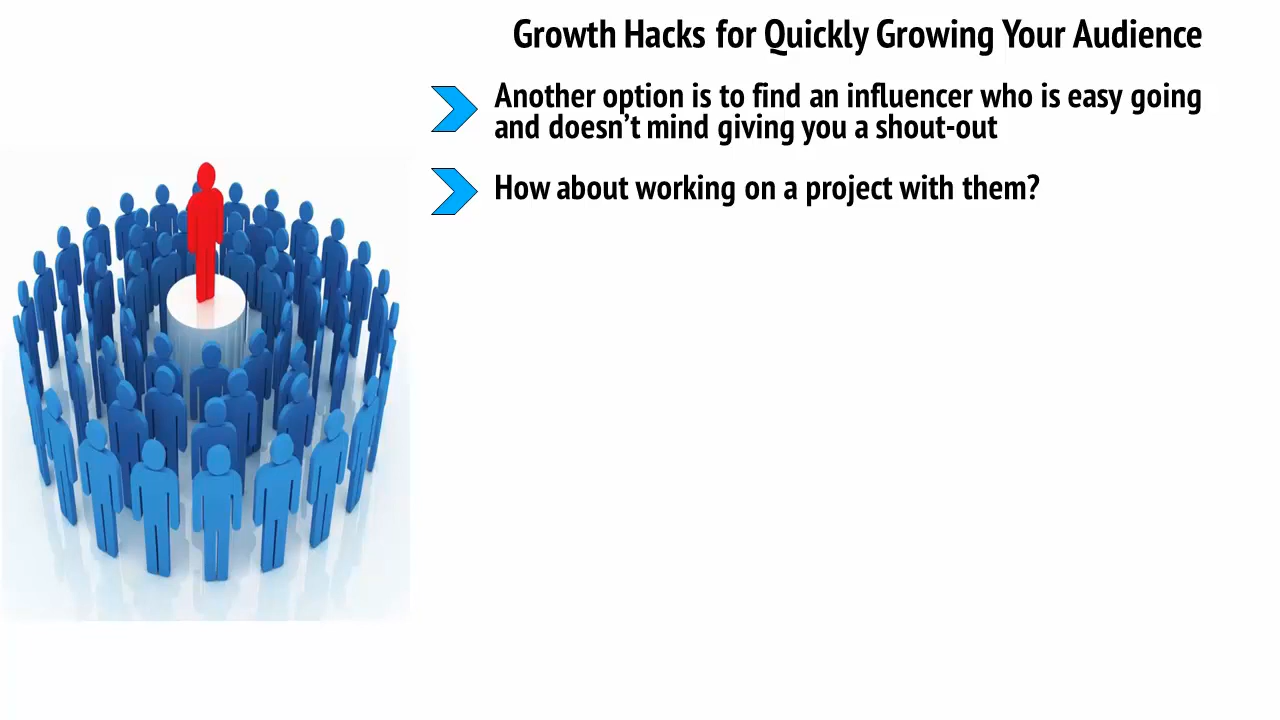 Growth Hacks for Quickly Growing Your Audience
Another option is to find an influencer who is easy going
and doesn’t mind giving you a shout-out
How about working on a project with them?